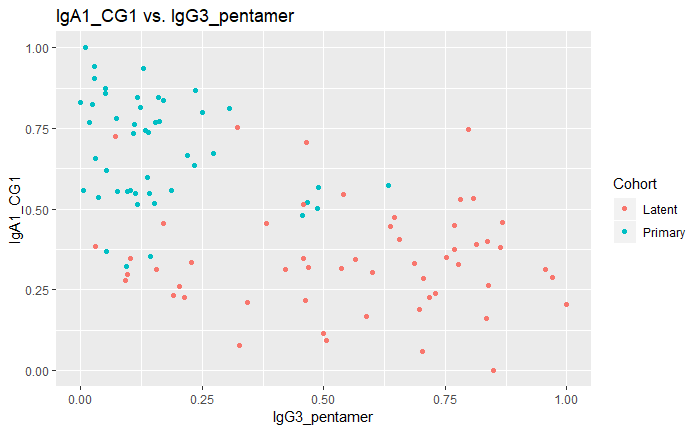 IgA1_CG1 vs. IgG3_pentamer
1.00
0.75
0.50
0.25
0.00
IgA1_CG1
0.00 0.25 0.50 0.75 1.00
IgG3_pentamer
Cohort
Latent
Primary